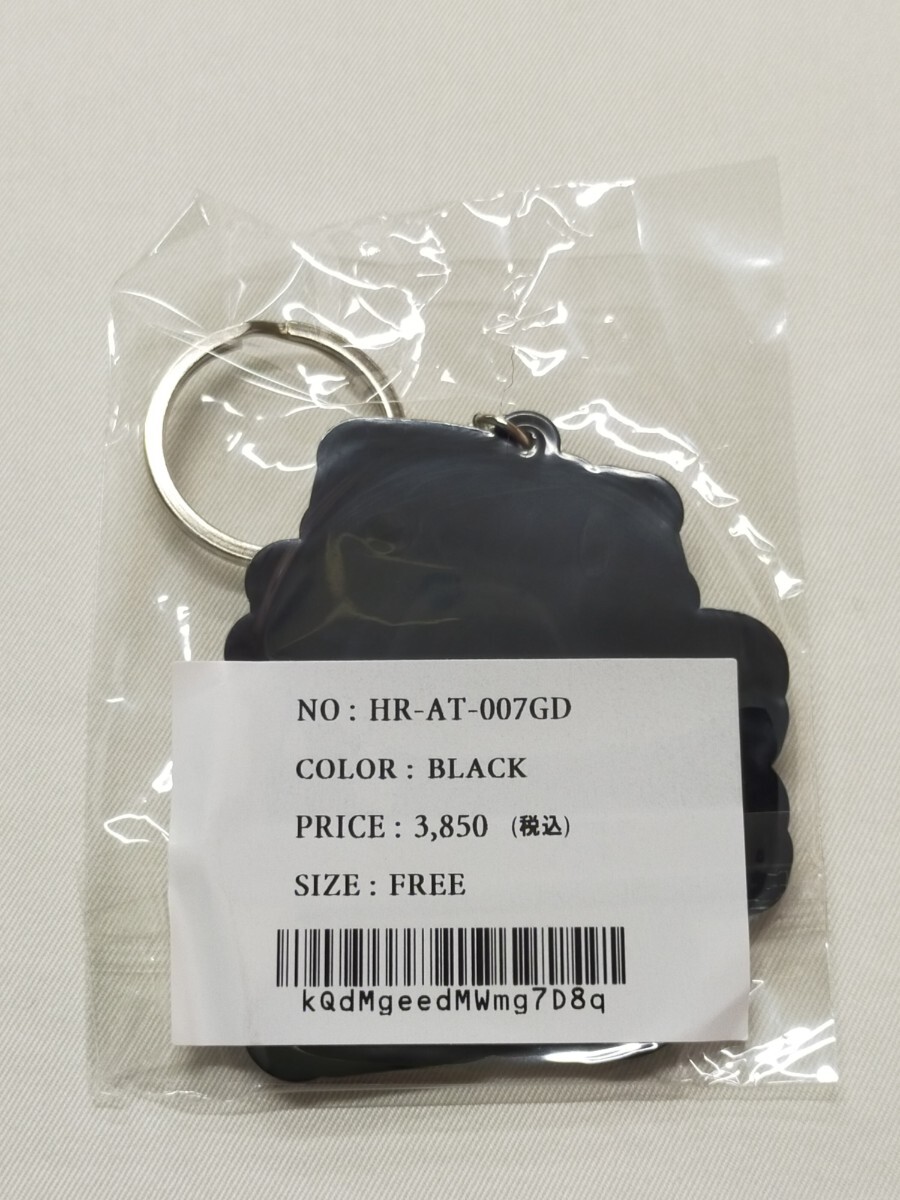 NO : HR-AT-007GD
COLOR : BLACK
PRICE : 3,850 (税込)
SIZE : FREE
kQdMgeedMWmg7D8q